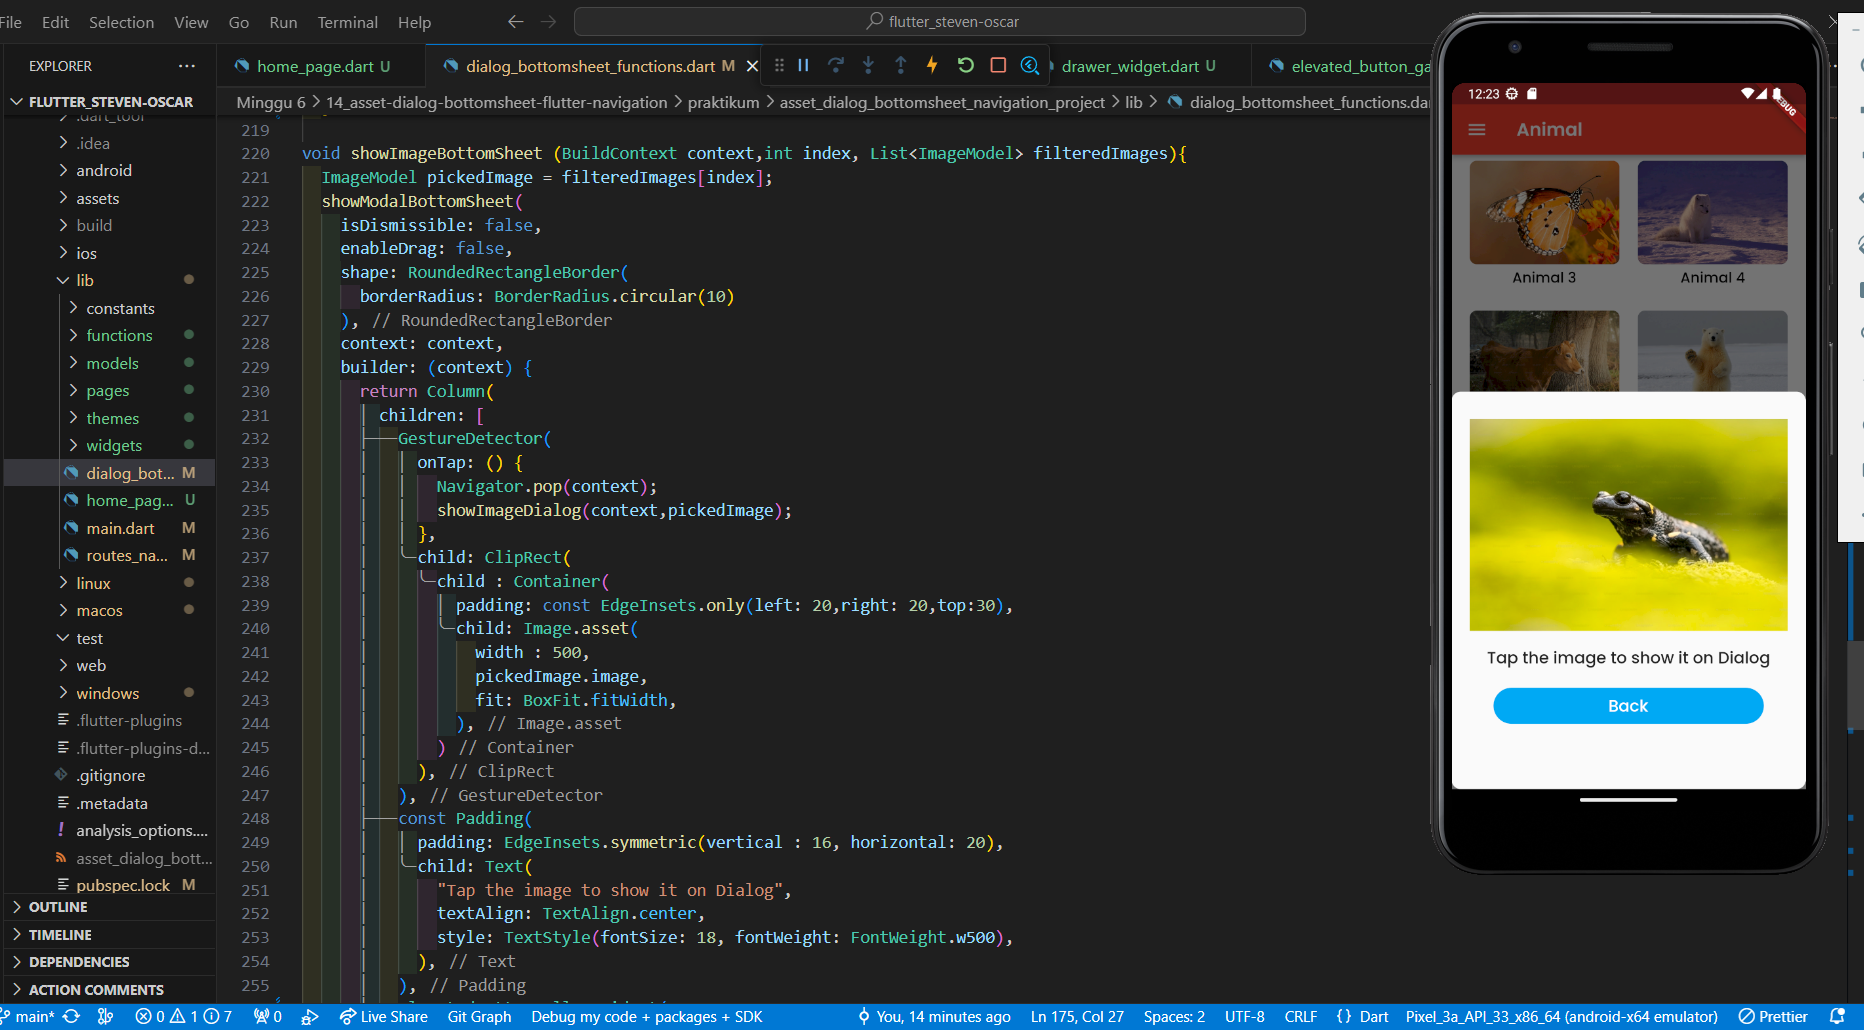 File Edit Selection View Go Run Terminal Help
flutter_steven-oscar
EXPLORER
home_page.dart U
dialog_bottomsheet_functions.dart M
drawer_widget.dart U
elevated_button_ga
FLUTTER_STEVEN-OSCAR
Minggu 6 > 14_asset-dialog-bottomsheet-flutter-navigation > praktikum > asset_dialog_bottomsheet_navigation_project > lib > dialog_bottomsheet_functions.da
.dart_tool
.idea
android
assets
build
ios
lib
constants
functions
models
pages
themes
widgets
dialog_bot... M
home_pag... U
main.dart M
routes_na... M
linux
macos
test
web
windows
.flutter-plugins
.flutter-plugins-d...
.gitignore
.metadata
analysis_options....
asset_dialog_bott...
pubspec.lock M
OUTLINE
TIMELINE
DEPENDENCIES
ACTION COMMENTS
219
220 void showImageBottomSheet (BuildContext context,int index, List<ImageModel> filteredImages){
221 ImageModel pickedImage = filteredImages[index];
222 showModalBottomSheet(
223 isDismissible: false,
224 enableDrag: false,
225 shape: RoundedRectangleBorder(
226 borderRadius: BorderRadius.circular(10)
227 ), // RoundedRectangleBorder
228 context: context,
229 builder: (context) {
230 return Column(
231 children: [
232 GestureDetector(
233 onTap: () {
234 Navigator.pop(context);
235 showImageDialog(context,pickedImage);
236 },
237 child: ClipRect(
238 child : Container(
239 padding: const EdgeInsets.only(left: 20,right: 20,top:30),
240 child: Image.asset(
241 width : 500,
242 pickedImage.image,
243 fit: BoxFit.fitWidth,
244 ), // Image.asset
245 ) // Container
246 ), // ClipRect
247 ), // GestureDetector
248 const Padding(
249 padding: EdgeInsets.symmetric(vertical : 16, horizontal: 20),
250 child: Text(
251 "Tap the image to show it on Dialog",
252 textAlign: TextAlign.center,
253 style: TextStyle(fontSize: 18, fontWeight: FontWeight.w500),
254 ), // Text
255 ), // Padding
12:23
DEBUG
Animal
Animal 3
Animal 4
Tap the image to show it on Dialog
Back
main* 0 1 7 0 Live Share Git Graph Debug my code + packages + SDK You, 14 minutes ago Ln 175, Col 27 Spaces: 2 UTF-8 CRLF { } Dart Pixel_3a_API_33_x86_64 (android-x64 emulator) Prettier